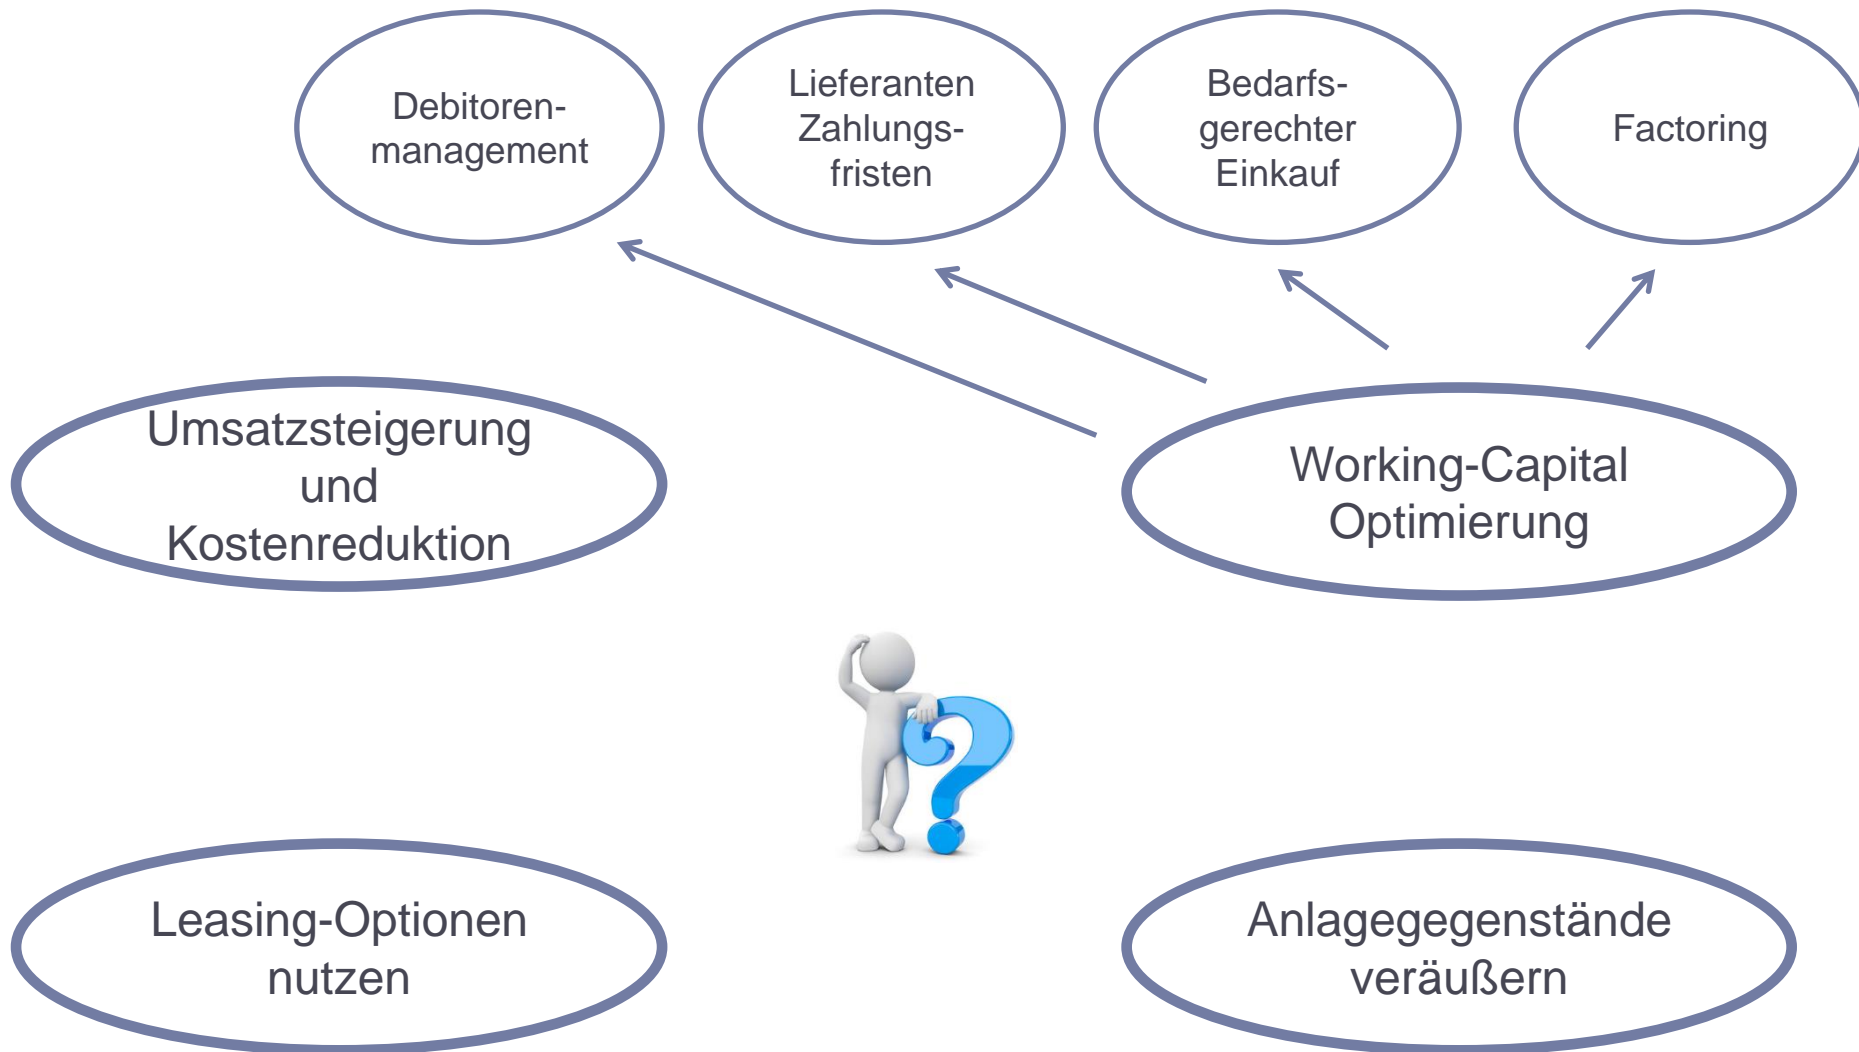 Debitoren-
management
Lieferanten
Zahlungs-
fristen
Bedarfs-
gerechter
Einkauf
Factoring
Umsatzsteigerung
und
Kostenreduktion
Working-Capital
Optimierung
Leasing-Optionen
nutzen
Anlagegegenstände
veräußern